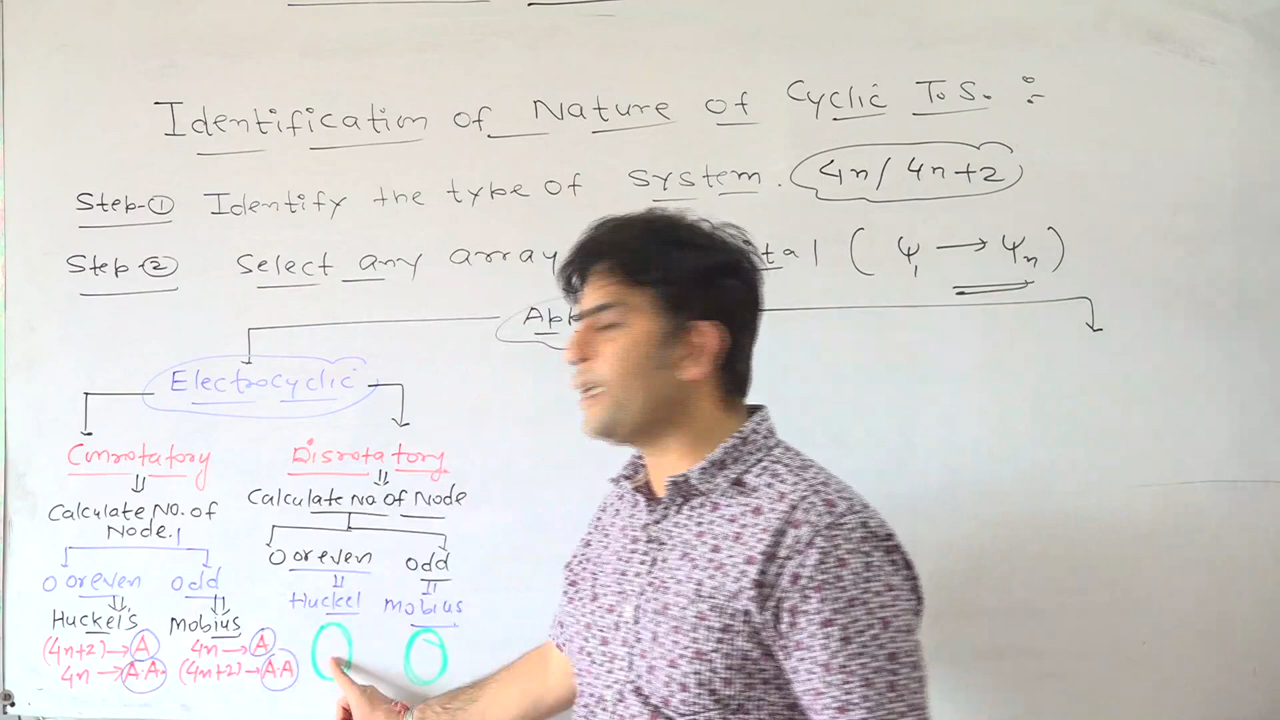 Identification of Nature of Cyclic T.S. :-
Step-① Identify the type of system. 4n/4n+2
Step-② Select any array tal ( Ψ1 → Ψn )
Electrocyclic
Conrotatory
Disrotatory
Calculate No. of
Node.
Calculate No. of Node
0 or even odd
0 or even odd
Huckel's Mobius
Huckel Mobius
(4n+2) → A 4n → A
4n → A.A. (4n+2) → A.A